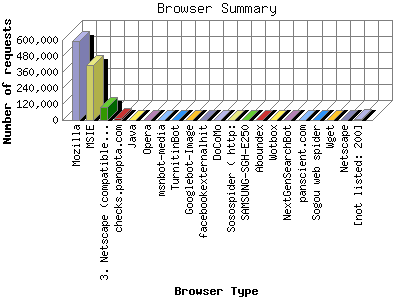 Browser Summary
Number of requests
600,000
480,000
360,000
240,000
120,000
0
Mozilla
MSIE
3. Netscape (compatible...
checks.panopta.com
Java
Opera
msnbot-media
TurnitinBot
Googlebot-Image
facebookexternalhit
DoCoMo
Sosospider ( http:
SAMSUNG-SGH-E250
Aboundex
Wotbox
NextGenSearchBot
panscient.com
Sogou web spider
Wget
Netscape
[not listed: 200]
Browser Type